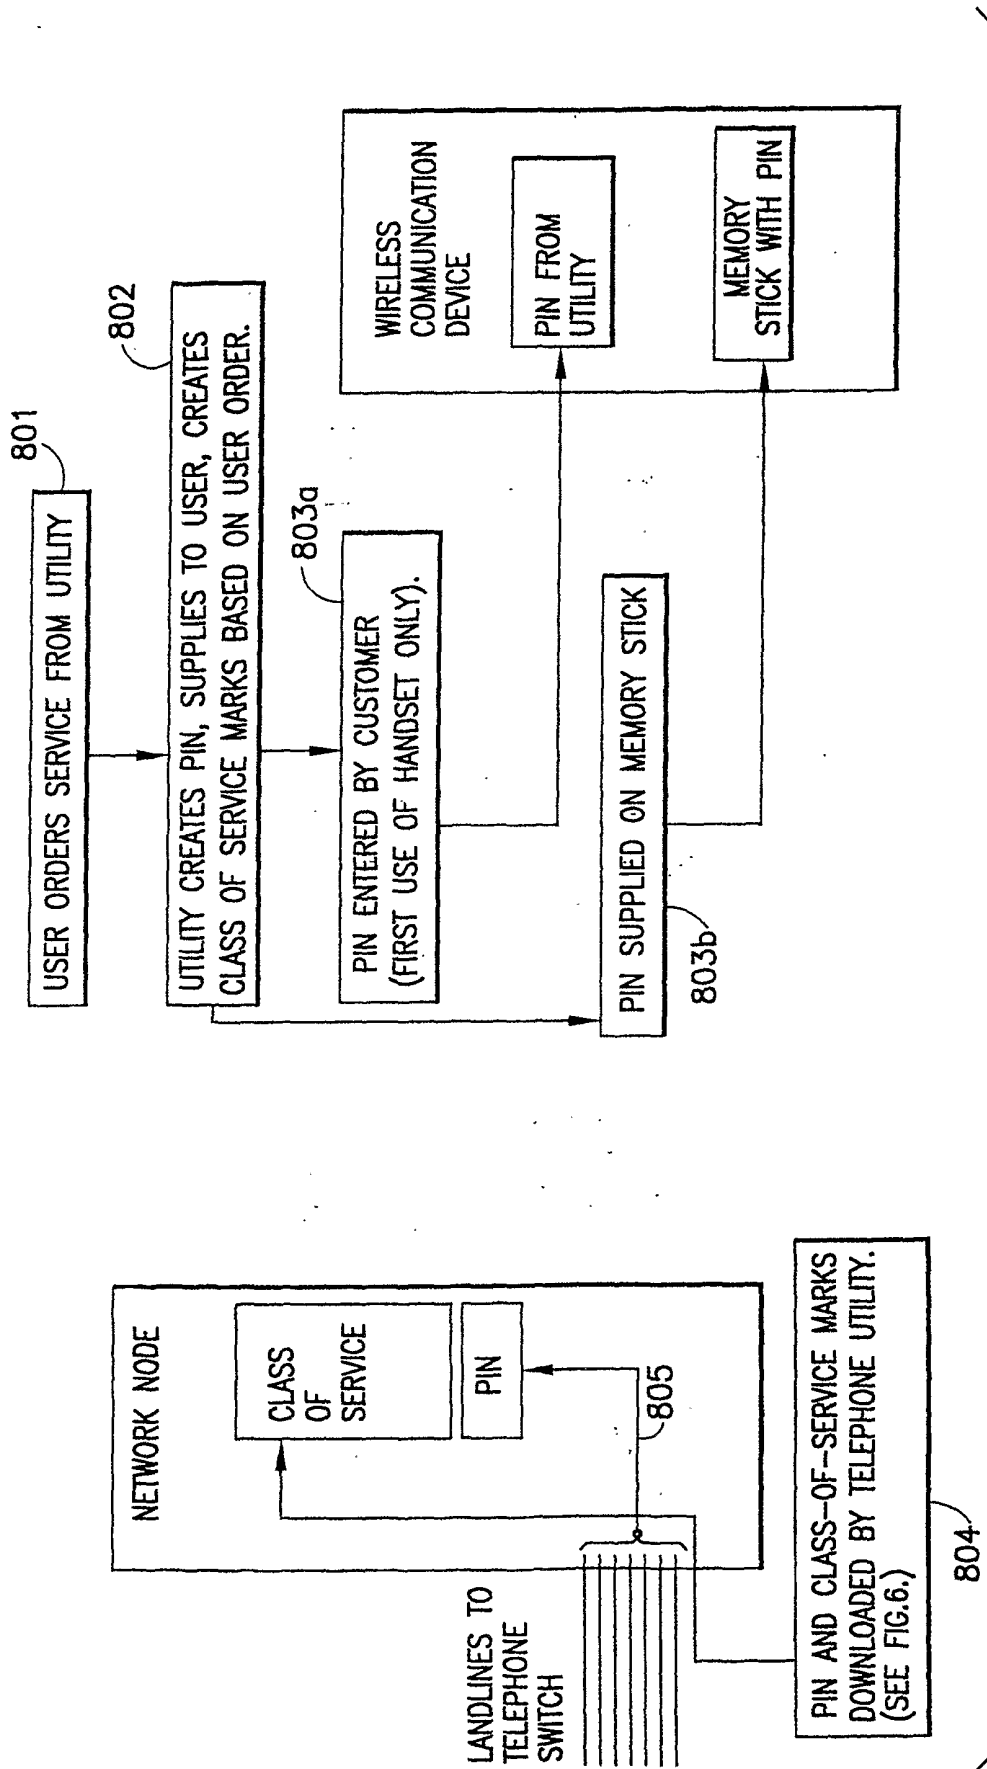 801
USER ORDERS SERVICE FROM UTILITY
802
UTILITY CREATES PIN, SUPPLIES TO USER, CREATES
CLASS OF SERVICE MARKS BASED ON USER ORDER.
803a
PIN ENTERED BY CUSTOMER
(FIRST USE OF HANDSET ONLY).
PIN SUPPLIED ON MEMORY STICK
803b
WIRELESS
COMMUNICATION
DEVICE
PIN FROM
UTILITY
MEMORY
STICK WITH PIN
NETWORK NODE
CLASS
OF
SERVICE
PIN
805
LANDLINES TO
TELEPHONE
SWITCH
PIN AND CLASS-OF-SERVICE MARKS
DOWNLOADED BY TELEPHONE UTILITY.
(SEE FIG.6.)
804